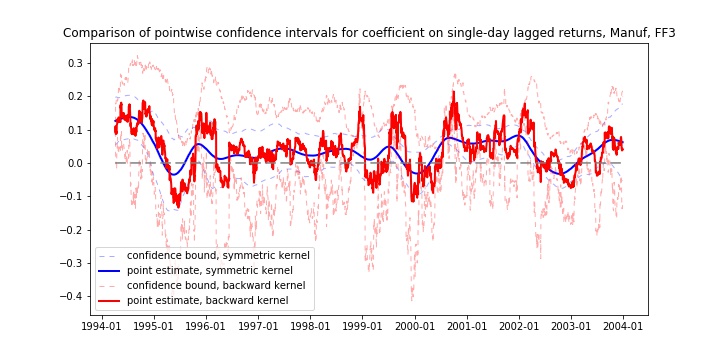 Comparison of pointwise confidence intervals for coefficient on single-day lagged returns, Manuf, FF3
0.3
0.2
0.1
0.0
−0.1
−0.2
−0.3
−0.4
confidence bound, symmetric kernel
point estimate, symmetric kernel
confidence bound, backward kernel
point estimate, backward kernel
1994-01 1995-01 1996-01 1997-01 1998-01 1999-01 2000-01 2001-01 2002-01 2003-01 2004-01